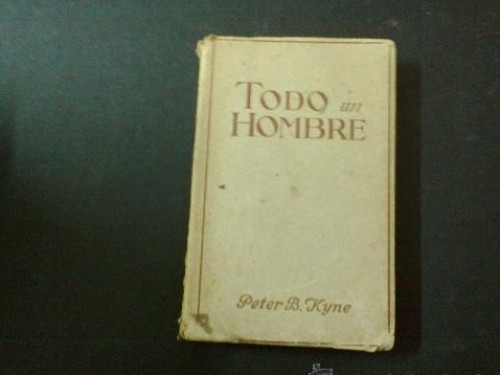 TODO un
HOMBRE
Peter B. Kyne